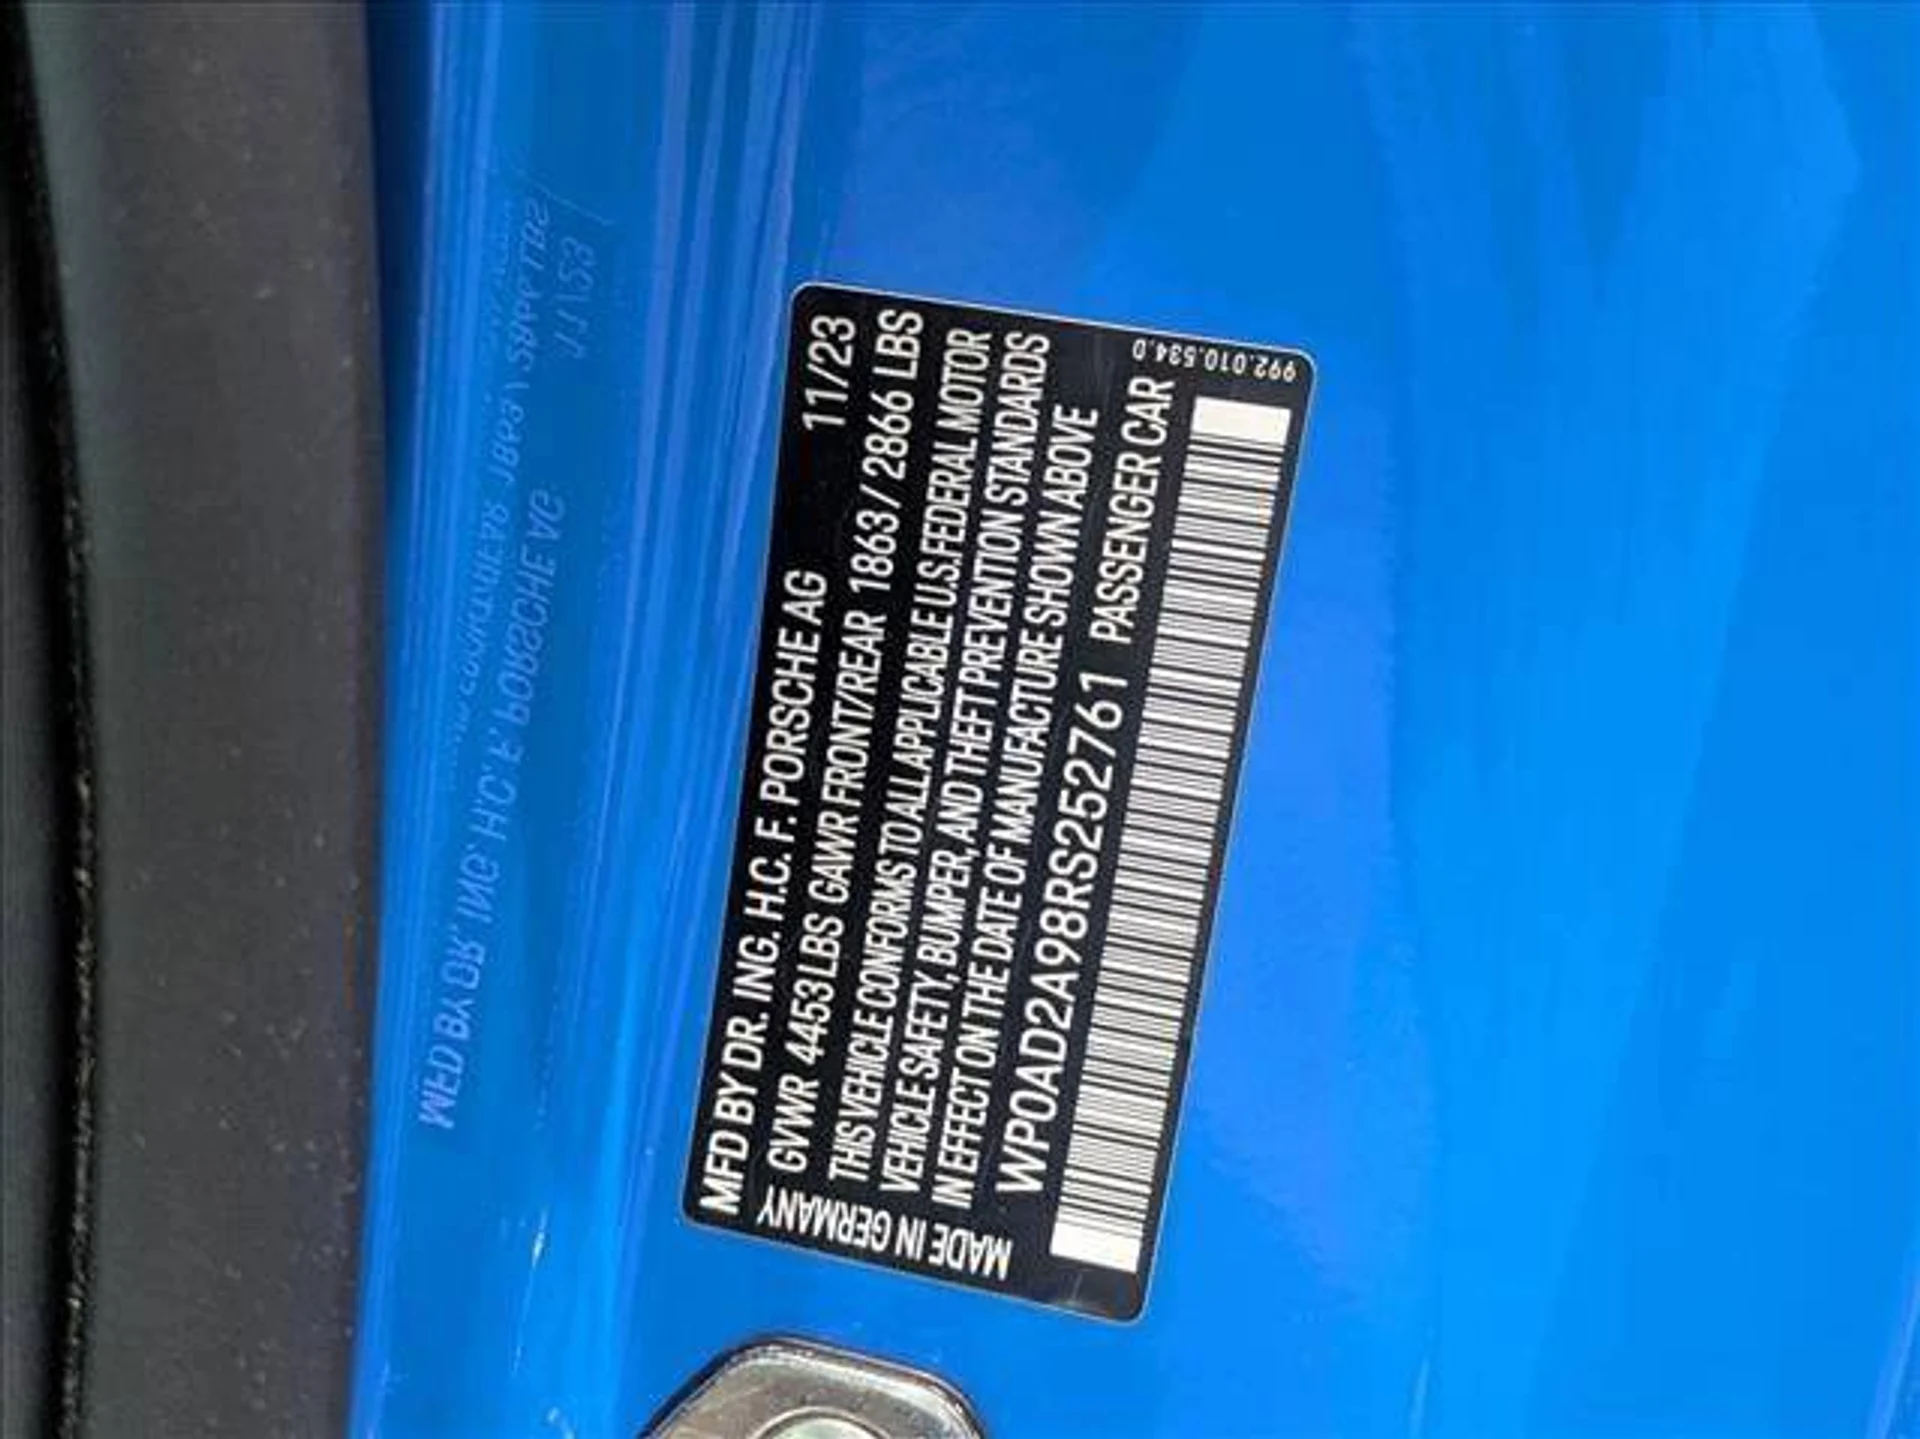 MFD BY DR. ING. H.C. F. PORSCHE AG 11/23
GVWR 4453 LBS GAWR FRONT/REAR 1863 / 2866 LBS
THIS VEHICLE CONFORMS TO ALL APPLICABLE U.S. FEDERAL MOTOR
VEHICLE SAFETY, BUMPER, AND THEFT PREVENTION STANDARDS
IN EFFECT ON THE DATE OF MANUFACTURE SHOWN ABOVE
WP0AD2A98RS252761 PASSENGER CAR
MADE IN GERMANY
992.010.534.0